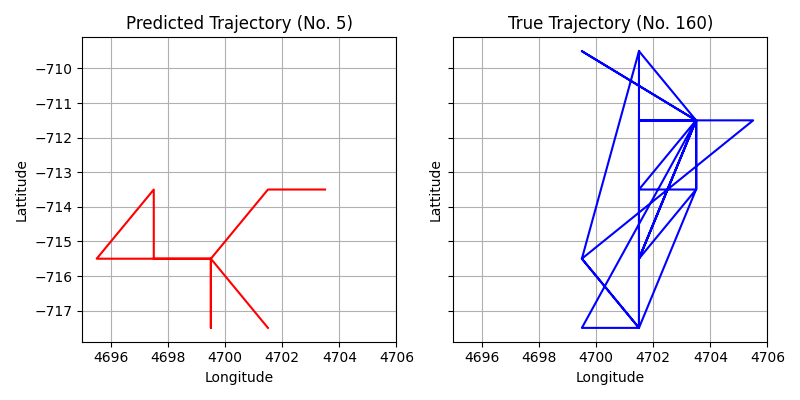 Predicted Trajectory (No. 5)
True Trajectory (No. 160)
Lattitude
−710
−711
−712
−713
−714
−715
−716
−717
4696 4698 4700 4702 4704 4706
Longitude
Lattitude
4696 4698 4700 4702 4704 4706
Longitude